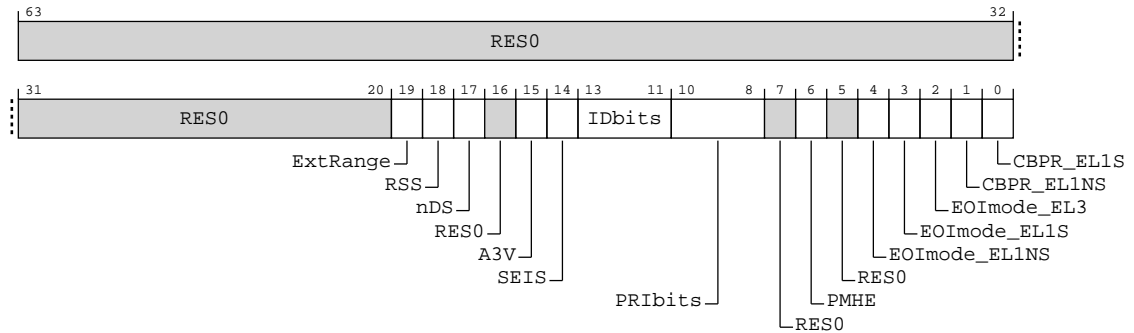 63 32
RES0
31 20 19 18 17 16 15 14 13 11 10 8 7 6 5 4 3 2 1 0
RES0 IDbits
ExtRange CBPR_EL1S
RSS CBPR_EL1NS
nDS EOImode_EL3
RES0 EOImode_EL1S
A3V EOImode_EL1NS
SEIS RES0
PRIbits PMHE
RES0